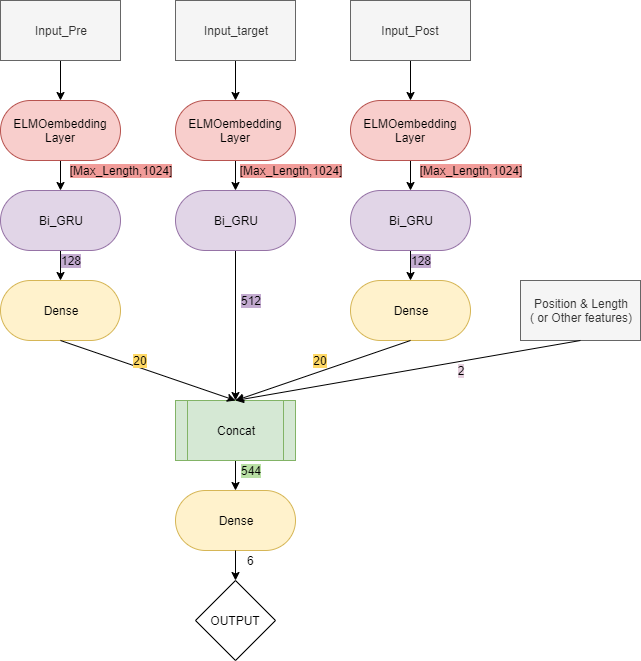 Input_Pre
Input_target
Input_Post
ELMOembedding
Layer
ELMOembedding
Layer
ELMOembedding
Layer
[Max_Length,1024]
[Max_Length,1024]
[Max_Length,1024]
Bi_GRU
Bi_GRU
Bi_GRU
128
128
512
Dense
Dense
Position & Length
( or Other features)
20
20
2
Concat
544
Dense
6
OUTPUT